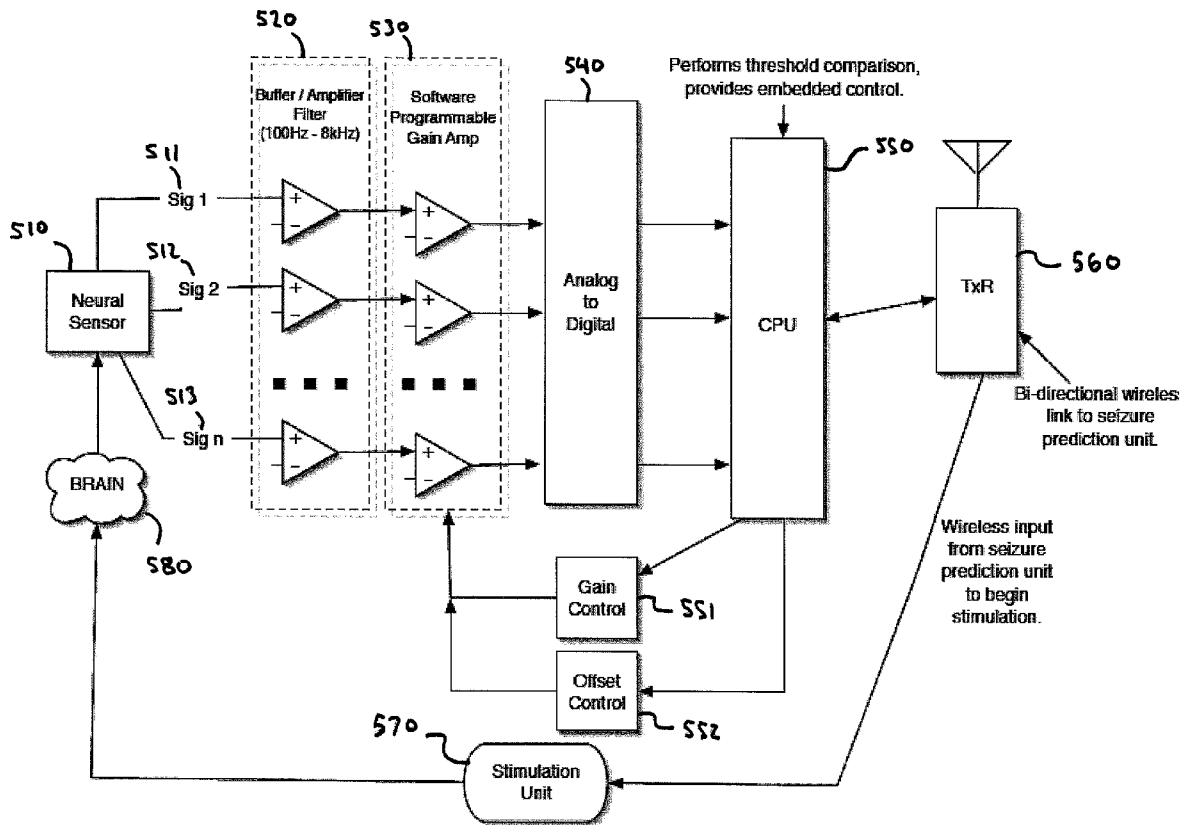 520
530
540
Performs threshold comparison,
provides embedded control.
Buffer / Amplifier
Filter
(100Hz - 8kHz)
Software
Programmable
Gain Amp
550
511
Sig 1
510
512
Sig 2
Neural
Sensor
Analog
to
Digital
CPU
TxR
560
513
Sig n
Bi-directional wireless
link to seizure
prediction unit.
BRAIN
580
Wireless input
from seizure
prediction unit
to begin
stimulation.
Gain
Control
551
Offset
Control
552
570
Stimulation
Unit
+
−
+
−
+
−
+
−
+
−
+
−